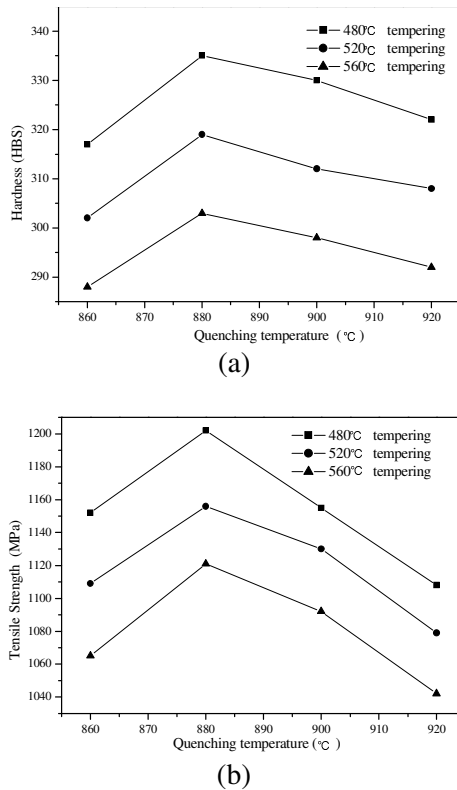 340
330
320
310
300
290
Hardness (HBS)
480℃ tempering
520℃ tempering
560℃ tempering
860 870 880 890 900 910 920
Quenching temperature (℃)
(a)
1200
1180
1160
1140
1120
1100
1080
1060
1040
Tensile Strength (MPa)
480℃ tempering
520℃ tempering
560℃ tempering
860 870 880 890 900 910 920
Quenching temperature (℃)
(b)